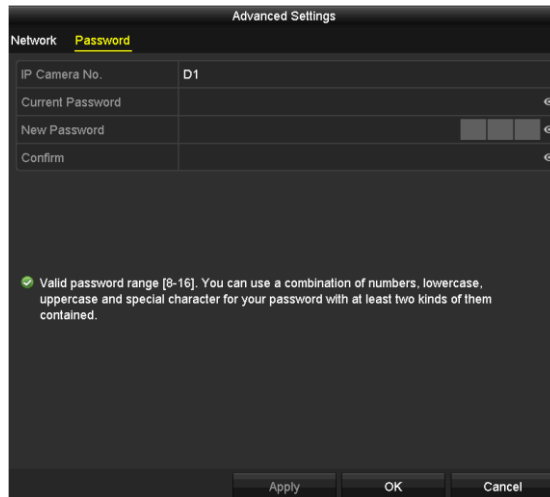 Advanced Settings
Network Password
IP Camera No. D1
Current Password
New Password
Confirm
Valid password range [8-16]. You can use a combination of numbers, lowercase,
uppercase and special character for your password with at least two kinds of them
contained.
Apply OK Cancel